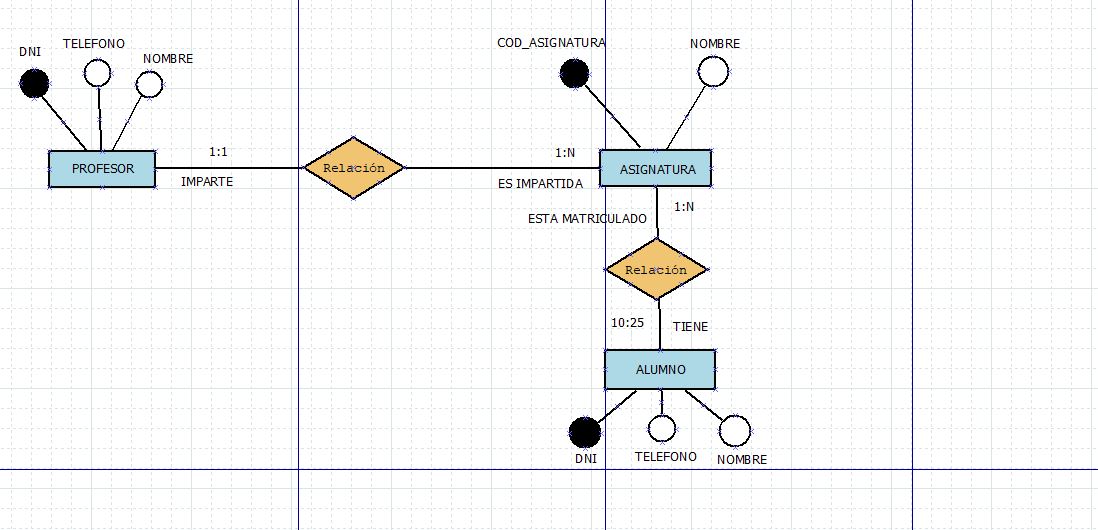 DNI
TELEFONO
NOMBRE
COD_ASIGNATURA
NOMBRE
1:1
1:N
PROFESOR
Relación
ASIGNATURA
IMPARTE
ES IMPARTIDA
1:N
ESTA MATRICULADO
Relación
10:25
TIENE
ALUMNO
DNI
TELEFONO
NOMBRE